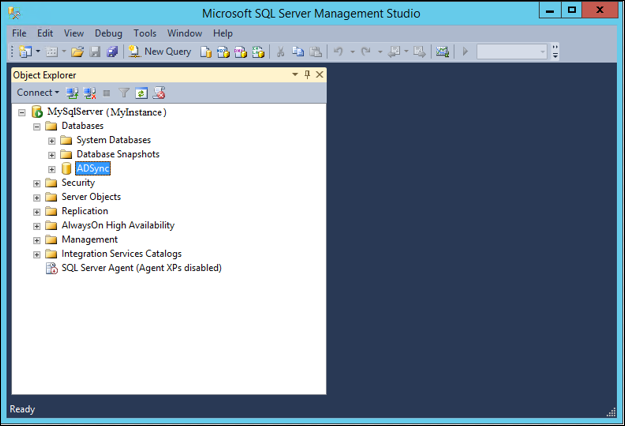 Microsoft SQL Server Management Studio
File Edit View Debug Tools Window Help
New Query
Object Explorer
Connect
MySqlServer (MyInstance)
Databases
System Databases
Database Snapshots
ADSync
Security
Server Objects
Replication
AlwaysOn High Availability
Management
Integration Services Catalogs
SQL Server Agent (Agent XPs disabled)
Ready